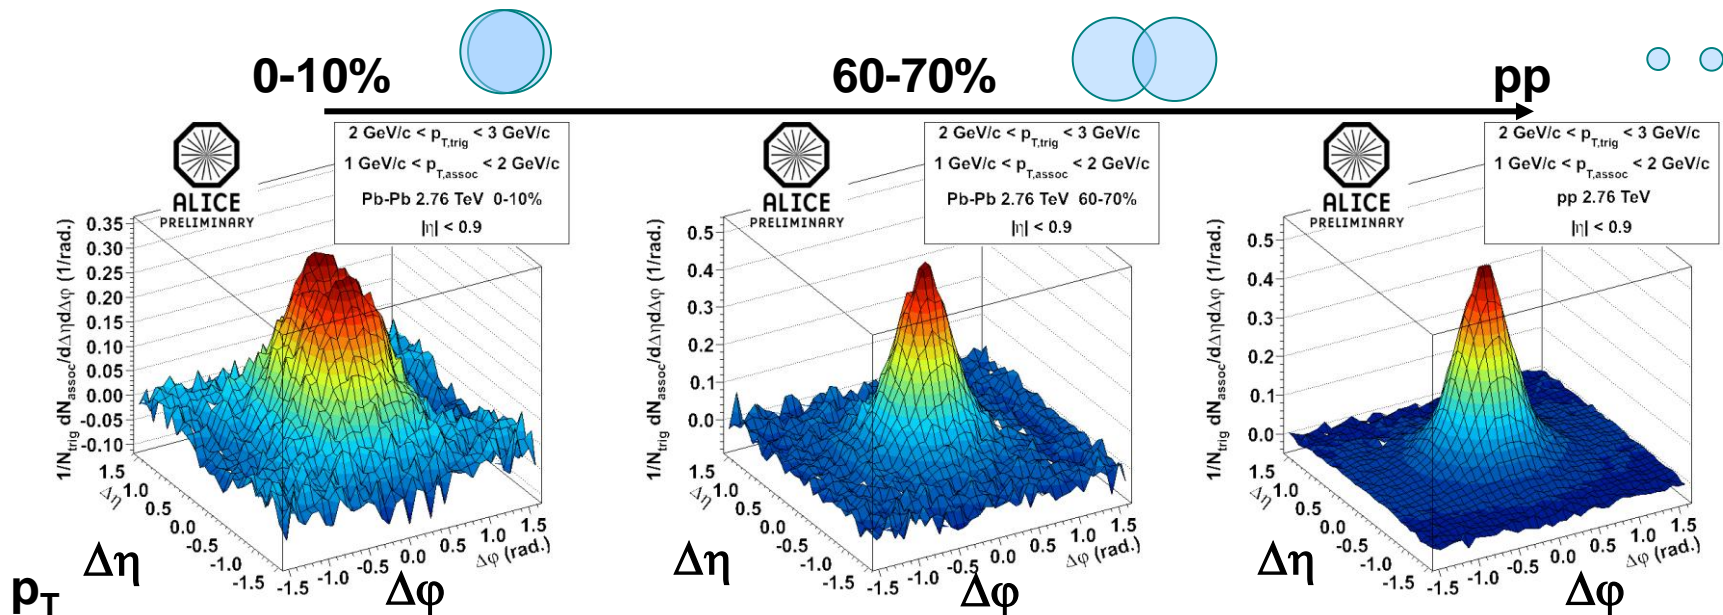 0-10%
60-70%
pp
ALICE
PRELIMINARY
2 GeV/c < pT,trig < 3 GeV/c
1 GeV/c < pT,assoc < 2 GeV/c
Pb-Pb 2.76 TeV 0-10%
|η| < 0.9
1/Ntrig dNassoc/dΔηdΔφ (1/rad.)
0.35
0.30
0.25
0.20
0.15
0.10
0.05
0.00
-0.05
-0.10
1.5
1.0
0.5
0.0
-0.5
-1.0
-1.5
Δη
-1.5
-1.0
-0.5
0.0
0.5
1.0
1.5
Δφ (rad.)
Δη
Δφ
ALICE
PRELIMINARY
2 GeV/c < pT,trig < 3 GeV/c
1 GeV/c < pT,assoc < 2 GeV/c
Pb-Pb 2.76 TeV 60-70%
|η| < 0.9
1/Ntrig dNassoc/dΔηdΔφ (1/rad.)
0.5
0.4
0.3
0.2
0.1
0.0
1.5
1.0
0.5
0.0
-0.5
-1.0
-1.5
Δη
-1.5
-1.0
-0.5
0.0
0.5
1.0
1.5
Δφ (rad.)
Δη
Δφ
ALICE
PRELIMINARY
2 GeV/c < pT,trig < 3 GeV/c
1 GeV/c < pT,assoc < 2 GeV/c
pp 2.76 TeV
|η| < 0.9
1/Ntrig dNassoc/dΔηdΔφ (1/rad.)
0.5
0.4
0.3
0.2
0.1
0.0
1.5
1.0
0.5
0.0
-0.5
-1.0
-1.5
Δη
-1.5
-1.0
-0.5
0.0
0.5
1.0
1.5
Δφ (rad.)
Δη
Δφ
pT